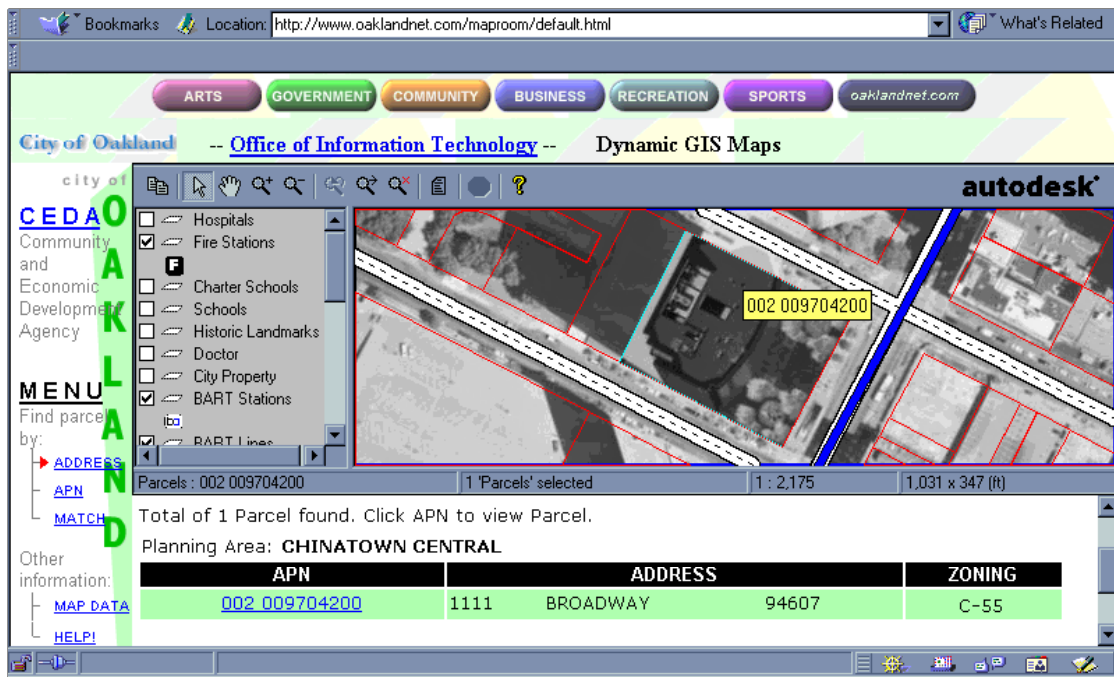 Bookmarks Location: http://www.oaklandnet.com/maproom/default.html What's Related
ARTS GOVERNMENT COMMUNITY BUSINESS RECREATION SPORTS oaklandnet.com
City of Oakland -- Office of Information Technology -- Dynamic GIS Maps
city of
OAKLAND
CEDA
Community
and
Economic
Development
Agency
MENU
Find parcel
by:
ADDRESS
APN
MATCH
Other
information:
MAP DATA
HELP!
autodesk
Hospitals
Fire Stations
F
Charter Schools
Schools
Historic Landmarks
Doctor
City Property
BART Stations
ba
BART Lines
002 009704200
Parcels : 002 009704200 1 'Parcels' selected 1 : 2,175 1,031 x 347 (ft)
Total of 1 Parcel found. Click APN to view Parcel.
Planning Area: CHINATOWN CENTRAL
APN ADDRESS ZONING
002 009704200 1111 BROADWAY 94607 C-55